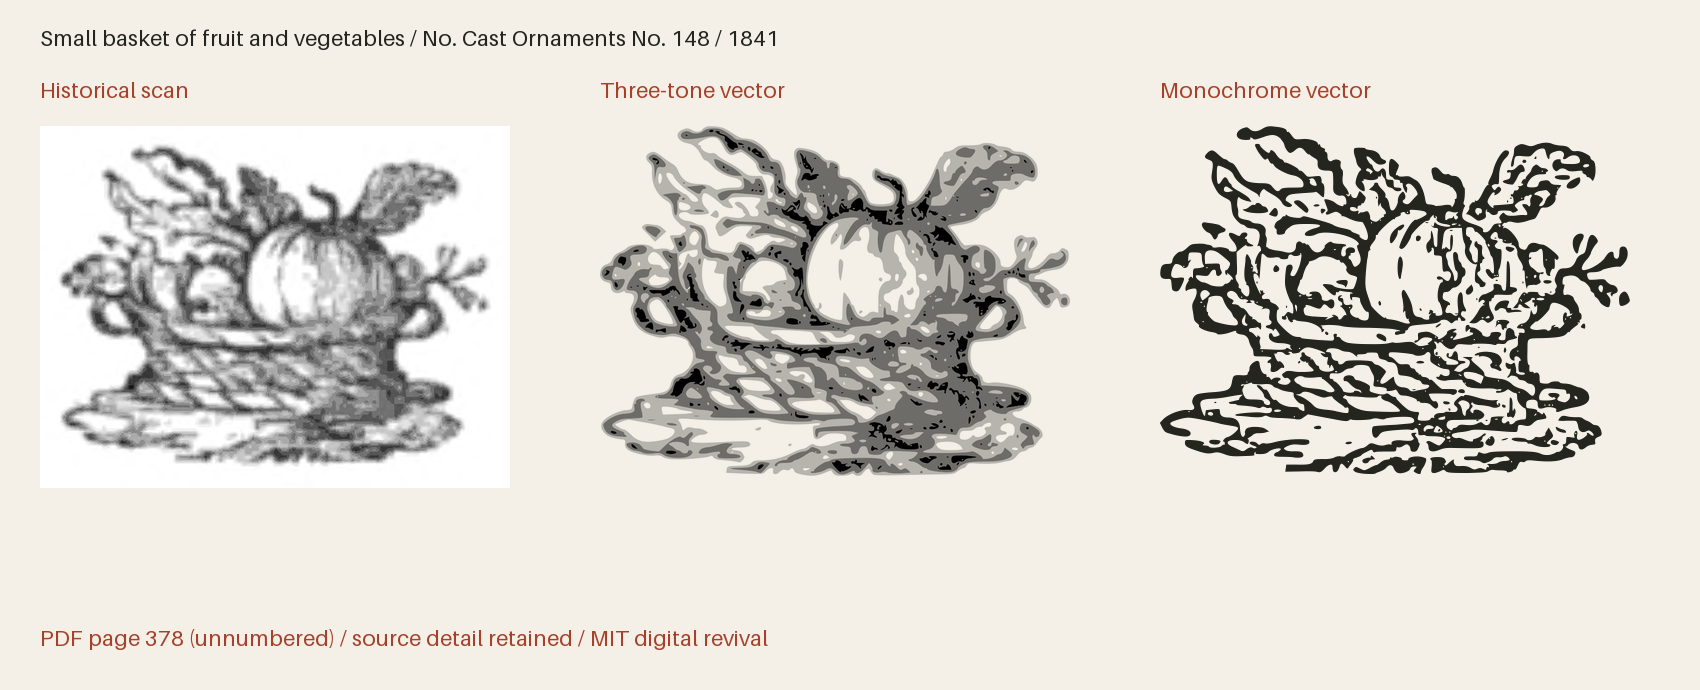 Small basket of fruit and vegetables / No. Cast Ornaments No. 148 / 1841
Historical scan
Three-tone vector
Monochrome vector
PDF page 378 (unnumbered) / source detail retained / MIT digital revival